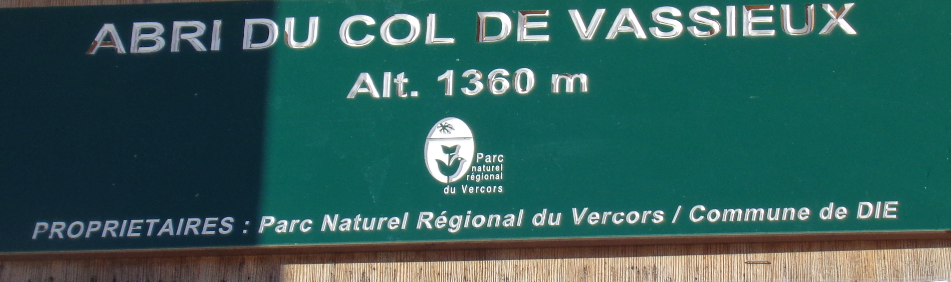 ABRI DU COL DE VASSIEUX
Alt. 1360 m
Parc
naturel
régional
du Vercors
PROPRIETAIRES : Parc Naturel Régional du Vercors / Commune de DIE